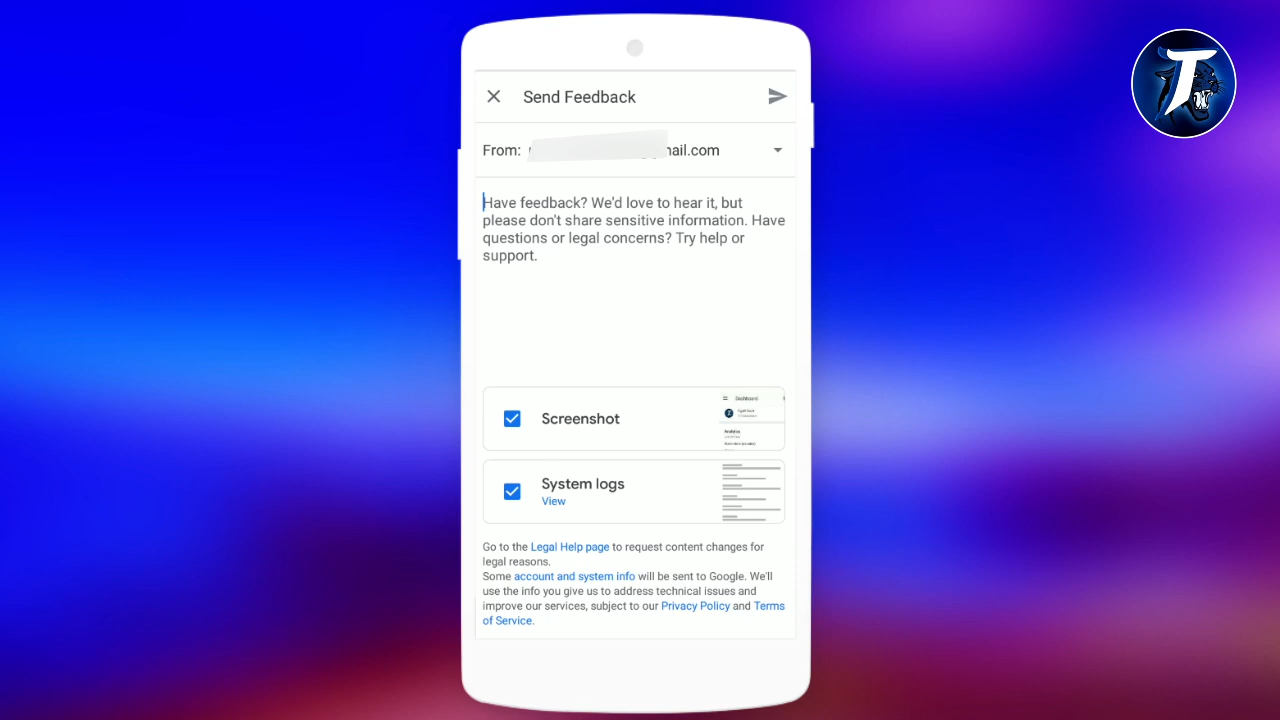 Send Feedback
From: mail.com
Have feedback? We'd love to hear it, but
please don't share sensitive information. Have
questions or legal concerns? Try help or
support.
Screenshot
Dashboard
Analytics
System logs
View
Go to the Legal Help page to request content changes for
legal reasons.
Some account and system info will be sent to Google. We'll
use the info you give us to address technical issues and
improve our services, subject to our Privacy Policy and Terms
of Service.
T